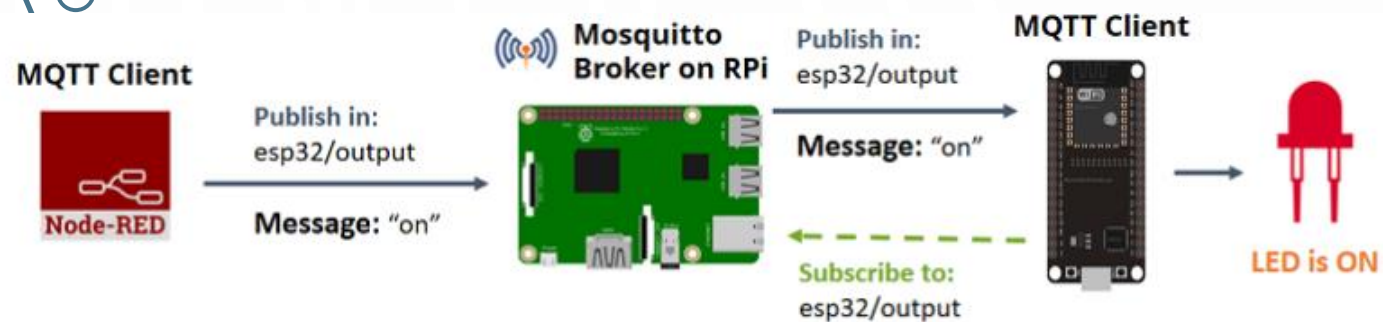 MQTT Client
Node-RED
Publish in:
esp32/output
Message: "on"
Mosquitto
Broker on RPi
Publish in:
esp32/output
Message: "on"
Subscribe to:
esp32/output
MQTT Client
LED is ON